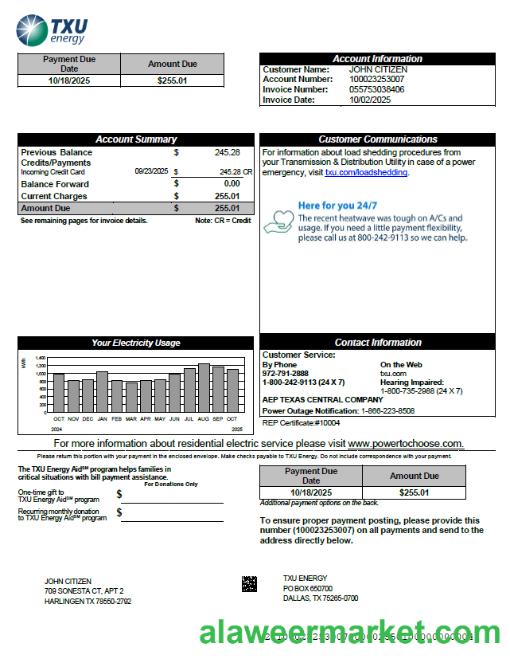 TXU
energy
Payment Due Date Amount Due
10/18/2025 $255.01
Account Information
Customer Name: JOHN CITIZEN
Account Number: 100023253007
Invoice Number: 055753038406
Invoice Date: 10/02/2025
Account Summary
Previous Balance $ 245.28
Credits/Payments
Incoming Credit Card 09/23/2025 $ 245.28 CR
Balance Forward $ 0.00
Current Charges $ 255.01
Amount Due $ 255.01
See remaining pages for invoice details. Note: CR = Credit
Customer Communications
For information about load shedding procedures from
your Transmission & Distribution Utility in case of a power
emergency, visit txu.com/loadshedding.
Here for you 24/7
The recent heatwave was tough on A/Cs and
usage. If you need a little payment flexibility,
please call us at 800-242-9113 so we can help.
Your Electricity Usage
kWh
1,400
1,200
1,000
800
600
400
200
0
OCT NOV DEC JAN FEB MAR APR MAY JUN JUL AUG SEP OCT
2024 2025
Contact Information
Customer Service:
By Phone
972-791-2888
1-800-242-9113 (24 X 7)
On the Web
txu.com
Hearing Impaired:
1-800-735-2988 (24 X 7)
AEP TEXAS CENTRAL COMPANY
Power Outage Notification: 1-866-223-8508
REP Certificate:#10004
For more information about residential electric service please visit www.powertochoose.com.
Please return this portion with your payment in the enclosed envelope. Make checks payable to TXU Energy. Do not include correspondence with your payment.
The TXU Energy Aid℠ program helps families in
critical situations with bill payment assistance.
For Donations Only
One-time gift to
TXU Energy Aid℠ program $
Recurring monthly donation
to TXU Energy Aid℠ program $
Payment Due Date Amount Due
10/18/2025 $255.01
Additional payment options on the back.
To ensure proper payment posting, please provide this
number (100023253007) on all payments and send to the
address directly below.
JOHN CITIZEN
709 SONESTA CT, APT 2
HARLINGEN TX 78550-2792
TXU ENERGY
PO BOX 650700
DALLAS, TX 75265-0700
alaweermarket.com